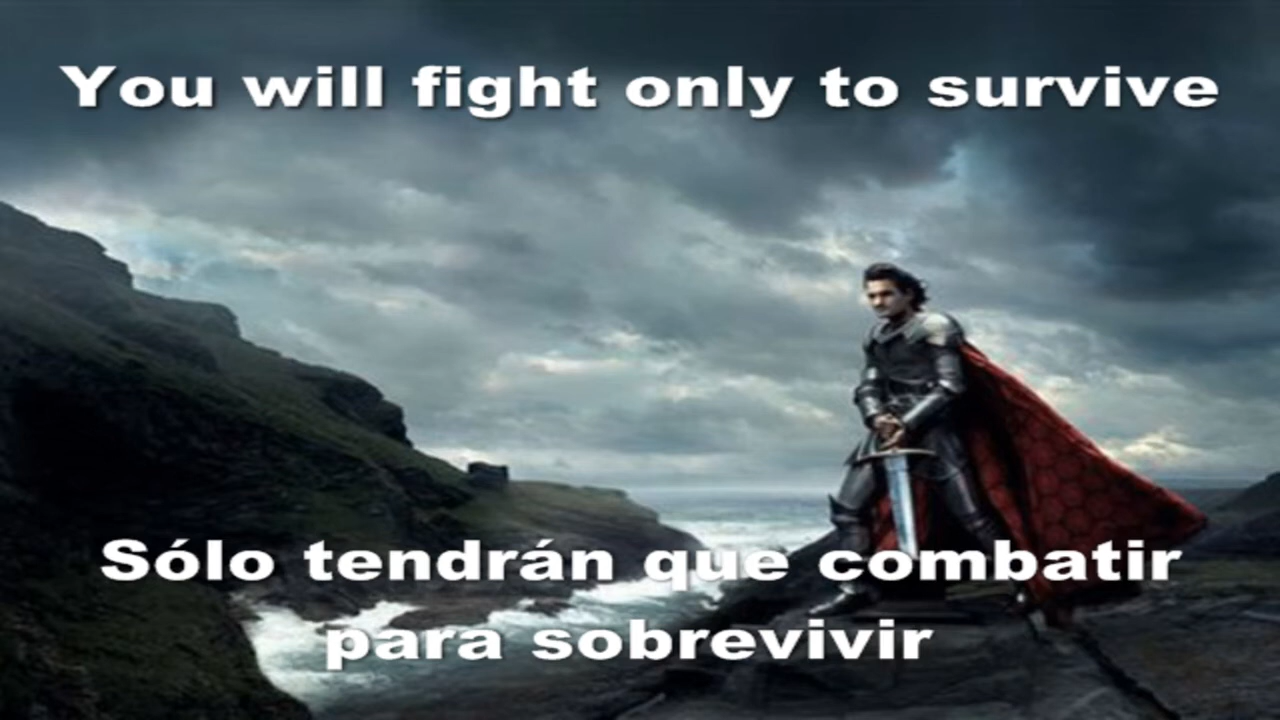 You will fight only to survive
Sólo tendrán que combatir
para sobrevivir